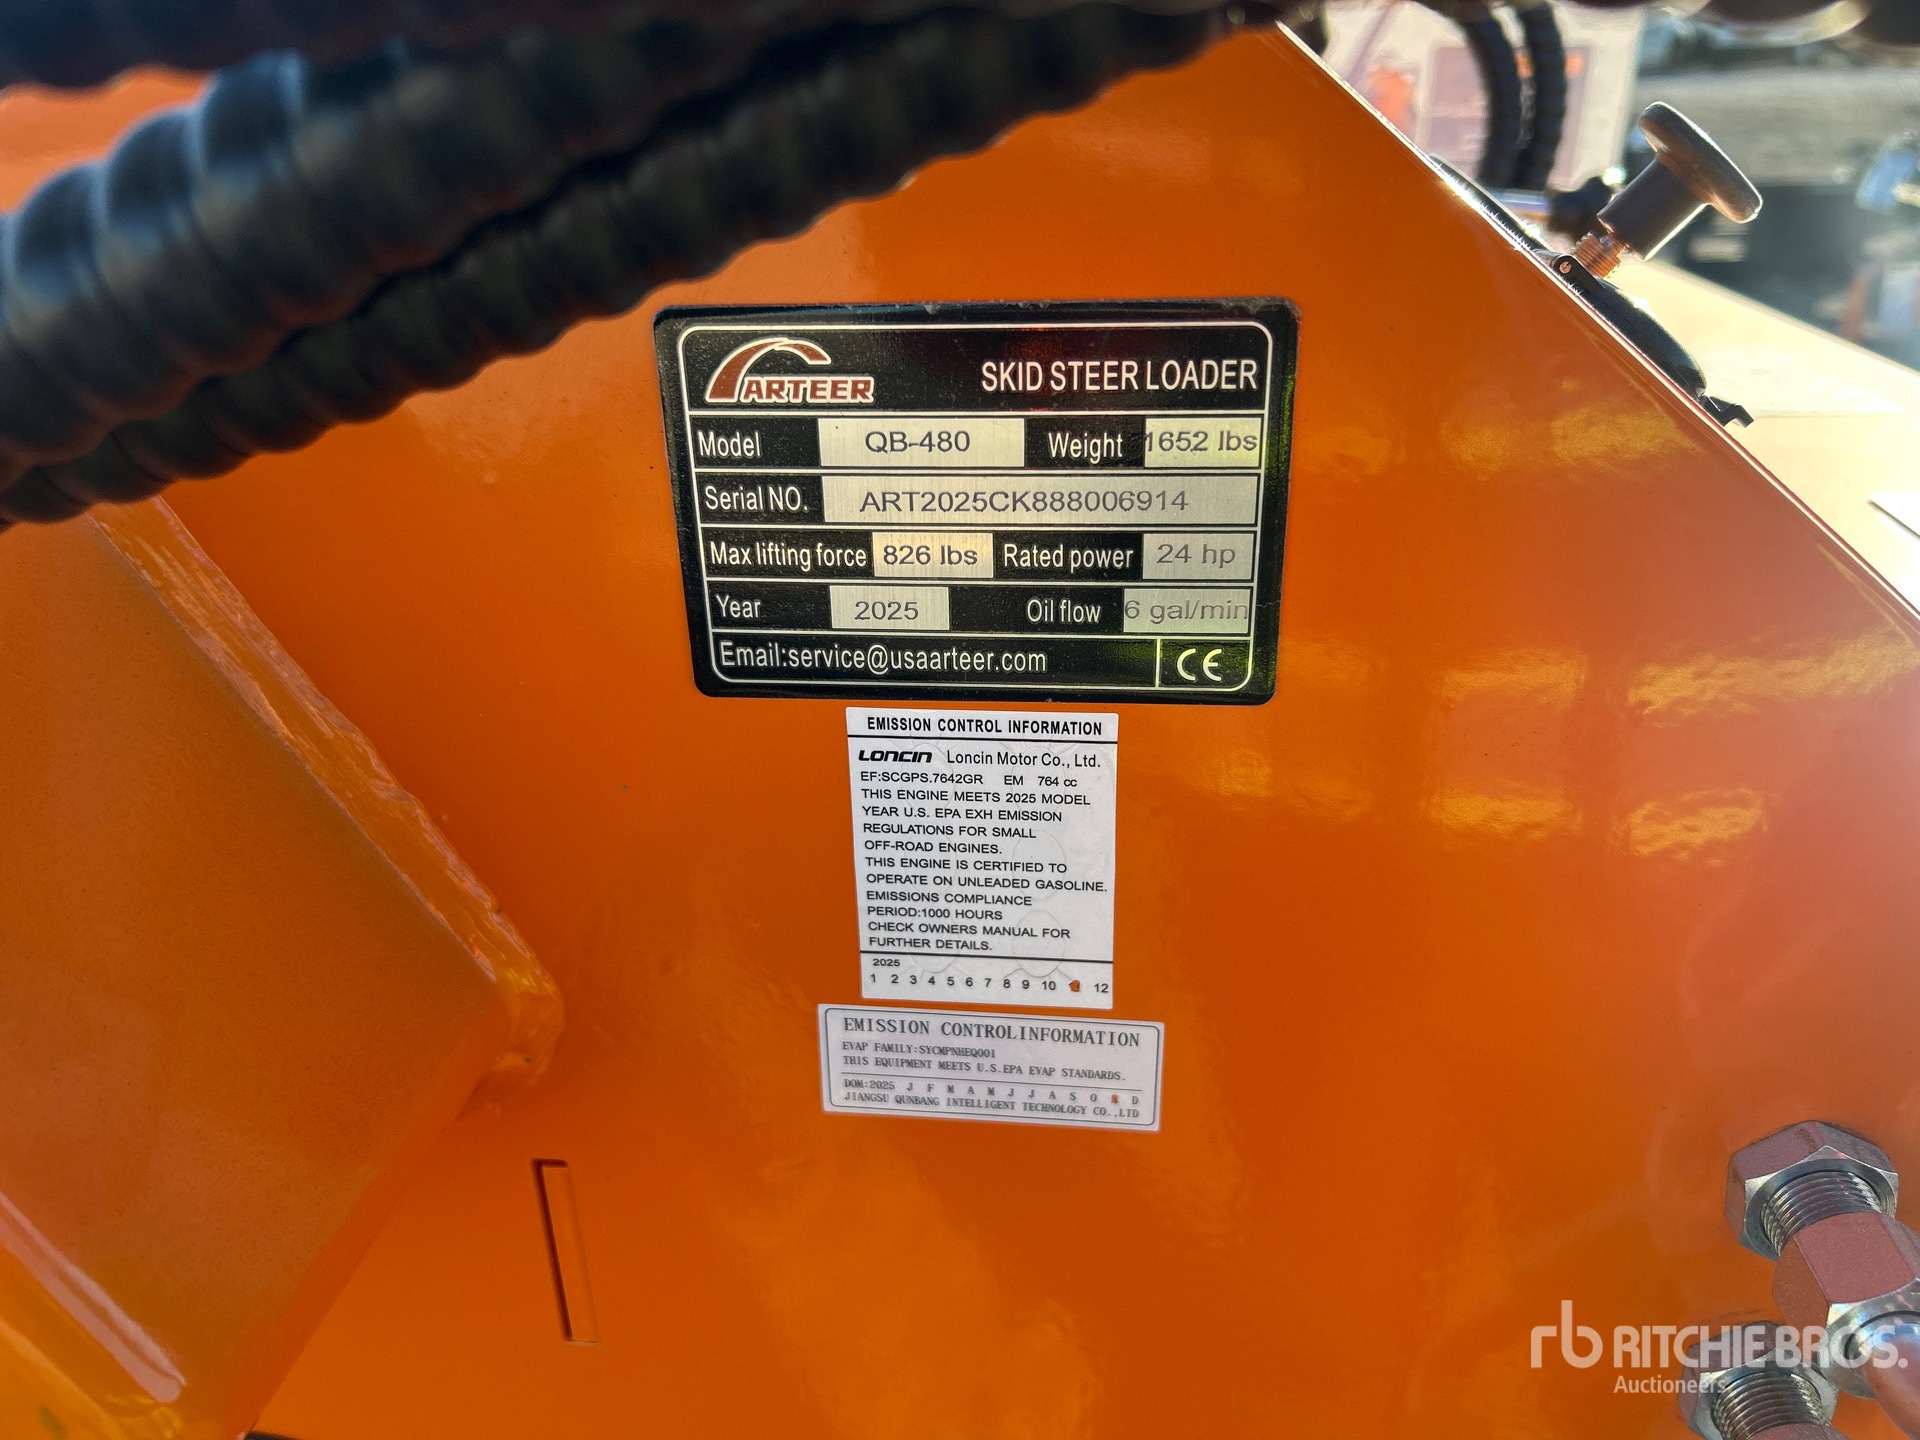 ARTEER SKID STEER LOADER
Model QB-480 Weight 1652 lbs
Serial NO. ART2025CK888006914
Max lifting force 826 lbs Rated power 24 hp
Year 2025 Oil flow 6 gal/min
Email:service@usaarteer.com CE
EMISSION CONTROL INFORMATION
LONCIN Loncin Motor Co., Ltd.
EF:SCGPS.7642GR EM 764 cc
THIS ENGINE MEETS 2025 MODEL
YEAR U.S. EPA EXH EMISSION
REGULATIONS FOR SMALL
OFF-ROAD ENGINES.
THIS ENGINE IS CERTIFIED TO
OPERATE ON UNLEADED GASOLINE.
EMISSIONS COMPLIANCE
PERIOD:1000 HOURS
CHECK OWNERS MANUAL FOR
FURTHER DETAILS.
2025
1 2 3 4 5 6 7 8 9 10 12
EMISSION CONTROLINFORMATION
EVAP FAMILY:SYCMPNHEQ001
THIS EQUIPMENT MEETS U.S.EPA EVAP STANDARDS.
DOM:2025 J F M A M J J A S O D
JIANGSU QUNBANG INTELLIGENT TECHNOLOGY CO.,LTD
rb RITCHIE BROS.
Auctioneers